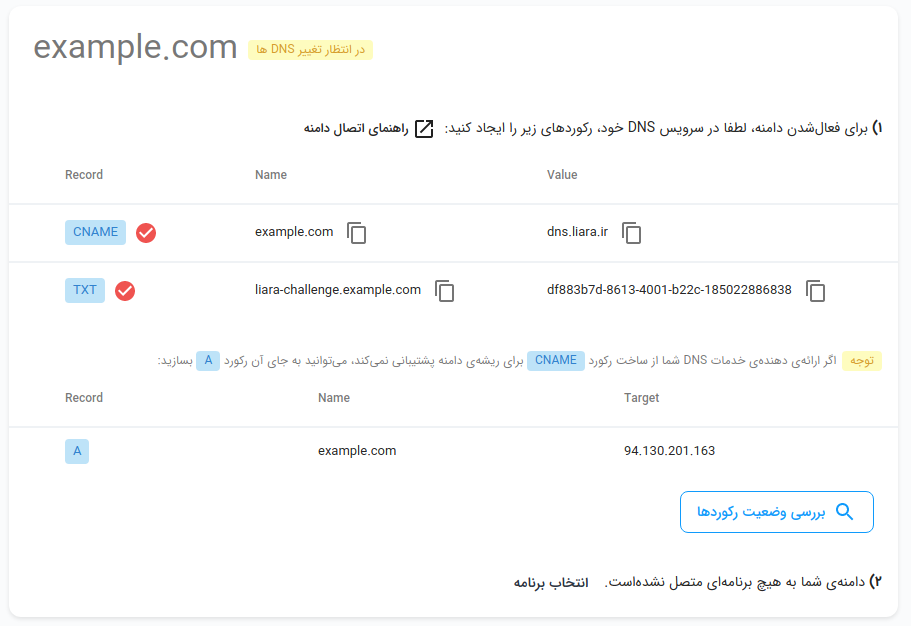 example.com در انتظار تغییر DNS ها
۱) برای فعال‌شدن دامنه، لطفا در سرویس DNS خود، رکوردهای زیر را ایجاد کنید: راهنمای اتصال دامنه
Record Name Value
CNAME example.com dns.liara.ir
TXT liara-challenge.example.com df883b7d-8613-4001-b22c-185022886838
توجه اگر ارائه‌ی دهنده‌ی خدمات DNS شما از ساخت رکورد CNAME برای ریشه‌ی دامنه پشتیبانی نمی‌کند، می‌توانید به جای آن رکورد A بسازید:
Record Name Target
A example.com 94.130.201.163
بررسی وضعیت رکوردها
۲) دامنه‌ی شما به هیچ برنامه‌ای متصل نشده‌است. انتخاب برنامه